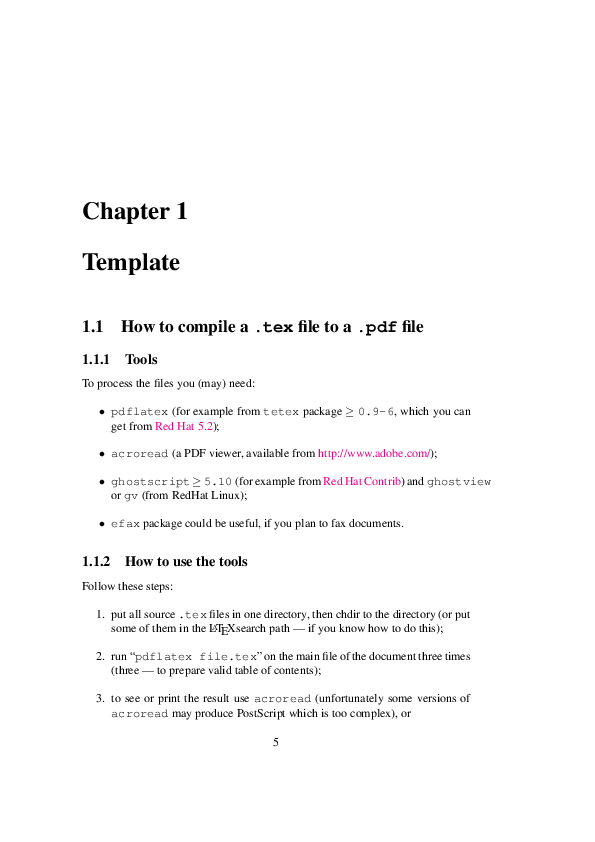 Chapter 1
Template
1.1 How to compile a .tex file to a .pdf file
1.1.1 Tools
To process the files you (may) need:
• pdflatex (for example from tetex package ≥ 0.9-6, which you can
get from Red Hat 5.2);
• acroread (a PDF viewer, available from http://www.adobe.com/);
• ghostscript ≥ 5.10 (for example from Red Hat Contrib) and ghostview
or gv (from RedHat Linux);
• efax package could be useful, if you plan to fax documents.
1.1.2 How to use the tools
Follow these steps:
1. put all source .tex files in one directory, then chdir to the directory (or put
some of them in the LATEXsearch path — if you know how to do this);
2. run “pdflatex file.tex” on the main file of the document three times
(three — to prepare valid table of contents);
3. to see or print the result use acroread (unfortunately some versions of
acroread may produce PostScript which is too complex), or
5